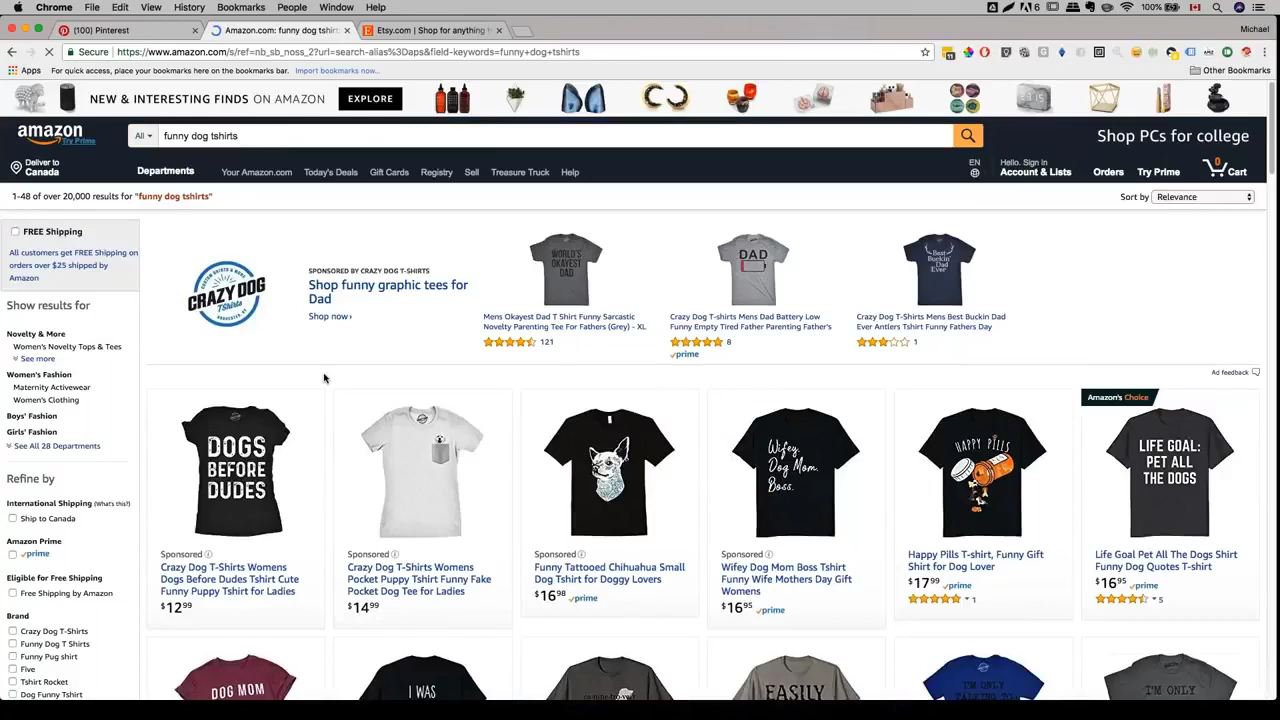 Chrome File Edit View History Bookmarks People Window Help
6 100%
(100) Pinterest
Amazon.com: funny dog tshirts
Etsy.com | Shop for anything
Michael
Secure https://www.amazon.com/s/ref=nb_sb_noss_2?url=search-alias%3Daps&field-keywords=funny+dog+tshirts
Apps For quick access, place your bookmarks here on the bookmarks bar. Import bookmarks now...
Other Bookmarks
NEW & INTERESTING FINDS ON AMAZON EXPLORE
amazon
Try Prime
All funny dog tshirts
Shop PCs for college
Deliver to
Canada
Departments Your Amazon.com Today's Deals Gift Cards Registry Sell Treasure Truck Help
EN
Hello. Sign in
Account & Lists
Orders Try Prime 0 Cart
1-48 of over 20,000 results for "funny dog tshirts"
Sort by Relevance
FREE Shipping
All customers get FREE Shipping on
orders over $25 shipped by
Amazon
Show results for
Novelty & More
Women's Novelty Tops & Tees
See more
Women's Fashion
Maternity Activewear
Women's Clothing
Boys' Fashion
Girls' Fashion
See All 28 Departments
Refine by
International Shipping (What's this?)
Ship to Canada
Amazon Prime
prime
Eligible for Free Shipping
Free Shipping by Amazon
Brand
Crazy Dog T-Shirts
Funny Dog T Shirts
Funny Pug shirt
Five
Tshirt Rocket
Dog Funny Tshirt
CRAZY DOG
TShirts
SPONSORED BY CRAZY DOG T-SHIRTS
Shop funny graphic tees for
Dad
Shop now
WORLD'S
OKAYEST
DAD
Mens Okayest Dad T Shirt Funny Sarcastic
Novelty Parenting Tee For Fathers (Grey) - XL
121
DAD
Crazy Dog T-shirts Mens Dad Battery Low
Funny Empty Tired Father Parenting Father's
8
prime
Best
Buckin'
Dad
Ever
Crazy Dog T-Shirts Mens Best Buckin Dad
Ever Antlers Tshirt Funny Fathers Day
1
Ad feedback
DOGS
BEFORE
DUDES
Sponsored
Crazy Dog T-Shirts Womens
Dogs Before Dudes Tshirt Cute
Funny Puppy Tshirt for Ladies
$12 99
Sponsored
Crazy Dog T-Shirts Womens
Pocket Puppy Tshirt Funny Fake
Pocket Dog Tee for Ladies
$14 99
Sponsored
Funny Tattooed Chihuahua Small
Dog Tshirt for Doggy Lovers
$16 98 prime
Wifey.
Dog Mom.
Boss.
Sponsored
Wifey Dog Mom Boss Tshirt
Funny Wife Mothers Day Gift
Womens
$16 95 prime
HAPPY PILLS
Happy Pills T-shirt, Funny Gift
Shirt for Dog Lover
$17 99 prime
1
Amazon's Choice
LIFE GOAL:
PET ALL
THE DOGS
Life Goal Pet All The Dogs Shirt
Funny Dog Quotes T-shirt
$16 95 prime
5
DOG MOM
I WAS
EASILY
I'M ONLY
TALKING TO
I'M ONLY